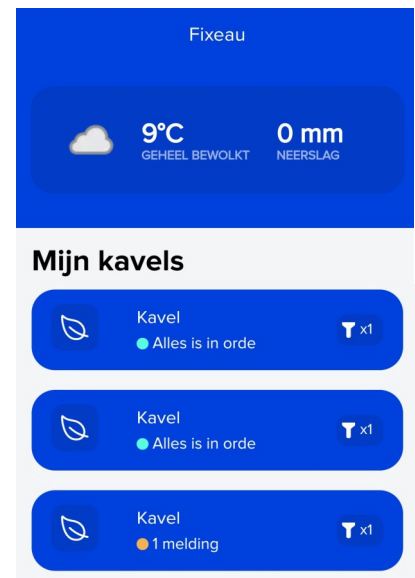 Fixeau
9°C
GEHEEL BEWOLKT
0 mm
NEERSLAG
Mijn kavels
Kavel
Alles is in orde
x1
Kavel
Alles is in orde
x1
Kavel
1 melding
x1